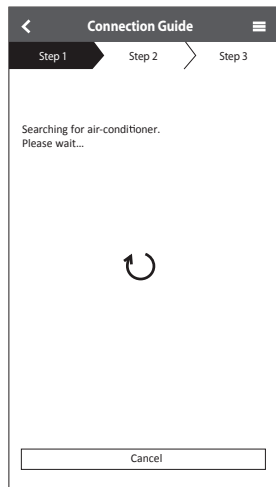 Connection Guide
Step 1 Step 2 Step 3
Searching for air-conditioner.
Please wait...
Cancel